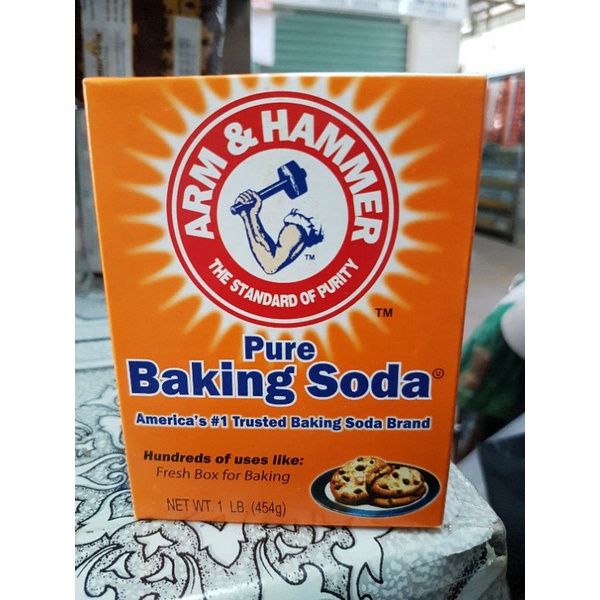 ARM & HAMMER
THE STANDARD OF PURITY
TM
TM
Pure
Baking Soda
America's #1 Trusted Baking Soda Brand
Hundreds of uses like:
Fresh Box for Baking
NET WT. 1 LB. (454g)